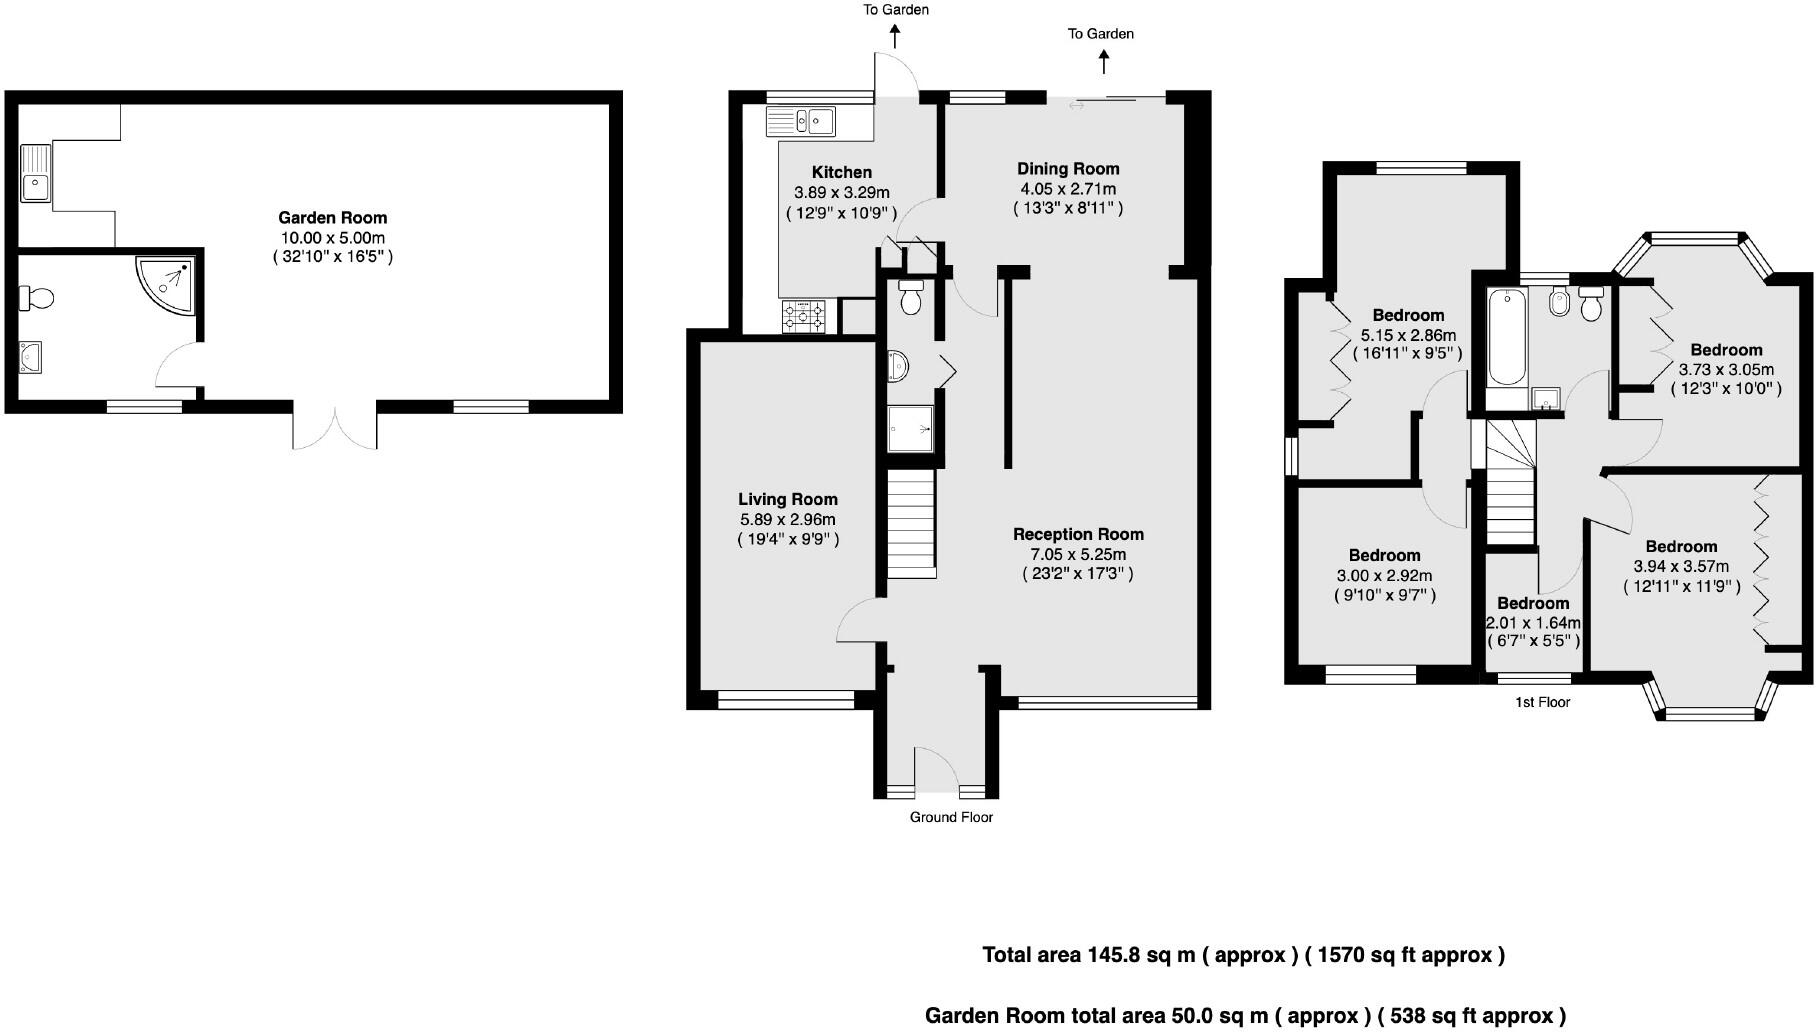 To Garden
To Garden
Garden Room
10.00 x 5.00m
( 32'10" x 16'5" )
Kitchen
3.89 x 3.29m
( 12'9" x 10'9" )
Dining Room
4.05 x 2.71m
( 13'3" x 8'11" )
Living Room
5.89 x 2.96m
( 19'4" x 9'9" )
Reception Room
7.05 x 5.25m
( 23'2" x 17'3" )
Ground Floor
Bedroom
5.15 x 2.86m
( 16'11" x 9'5" )
Bedroom
3.73 x 3.05m
( 12'3" x 10'0" )
Bedroom
3.00 x 2.92m
( 9'10" x 9'7" )
Bedroom
2.01 x 1.64m
( 6'7" x 5'5" )
Bedroom
3.94 x 3.57m
( 12'11" x 11'9" )
1st Floor
Total area 145.8 sq m ( approx ) ( 1570 sq ft approx )
Garden Room total area 50.0 sq m ( approx ) ( 538 sq ft approx )